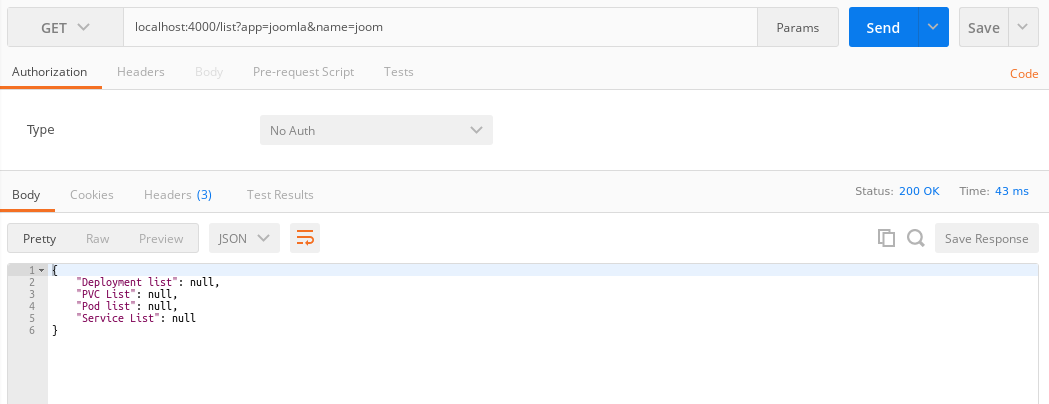 GET localhost:4000/list?app=joomla&name=joom Params Send Save
Authorization Headers Body Pre-request Script Tests Code
Type No Auth
Body Cookies Headers (3) Test Results Status: 200 OK Time: 43 ms
Pretty Raw Preview JSON Save Response
1 {
2 "Deployment list": null,
3 "PVC List": null,
4 "Pod list": null,
5 "Service List": null
6 }